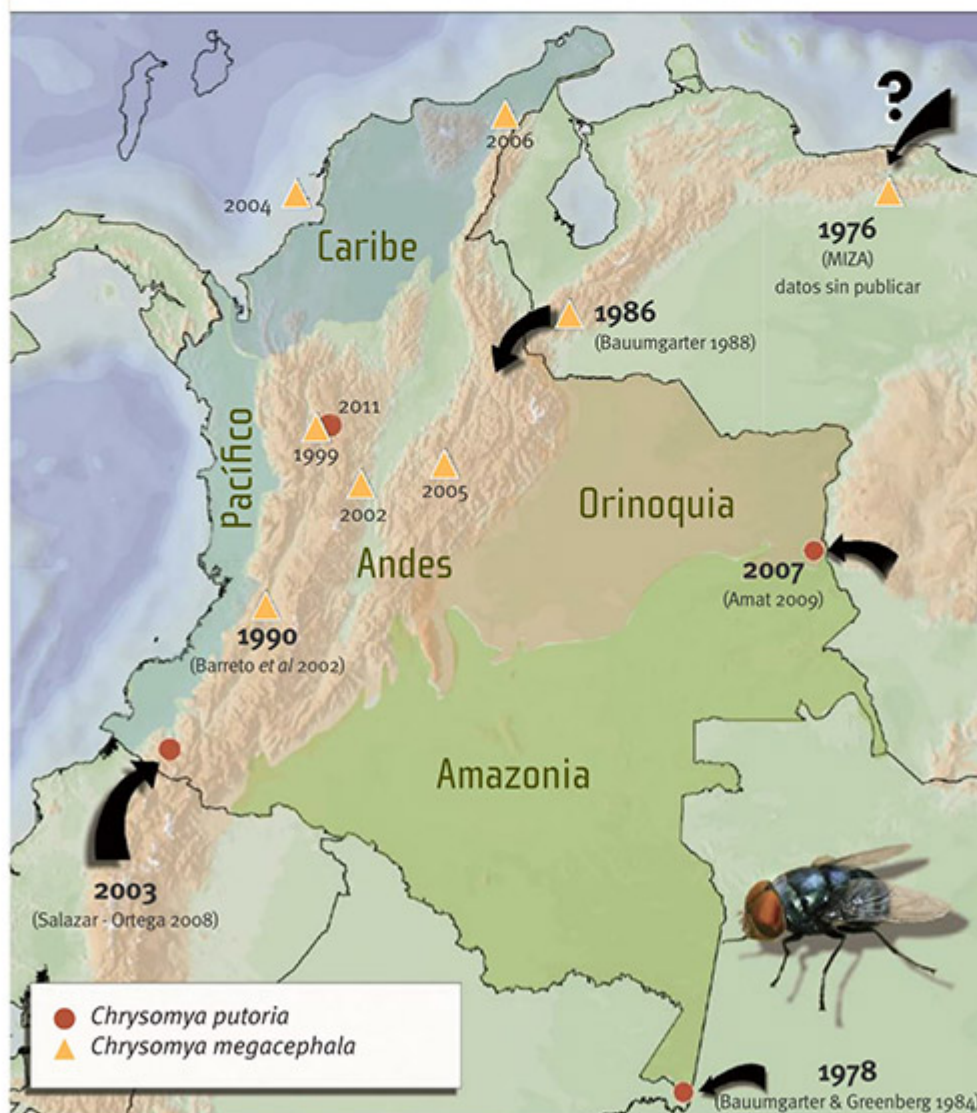 ?
2006
2004
Caribe
1976
(MIZA)
datos sin publicar
1986
(Bauumgarter 1988)
Pacífico
2011
1999
2002
2005
Orinoquia
Andes
2007
(Amat 2009)
1990
(Barreto et al 2002)
Amazonia
2003
(Salazar - Ortega 2008)
Chrysomya putoria
Chrysomya megacephala
1978
(Bauumgarter & Greenberg 1984